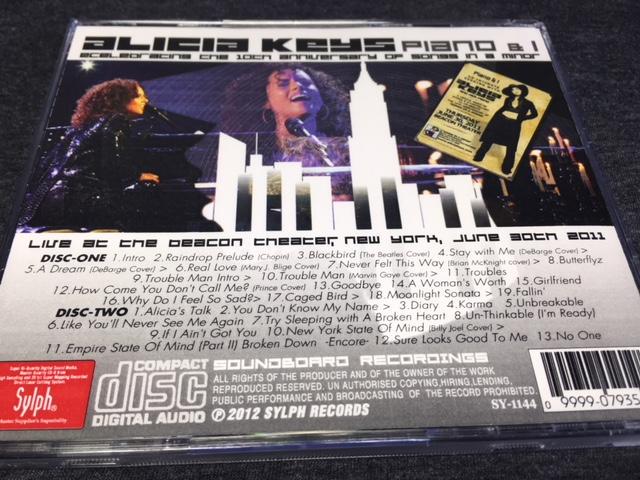 ALICIA KEYS PIANO & I
CELEBRATING THE 10TH ANNIVERSARY OF SONGS IN A MINOR
Piano & I
ALICIA KEYS
JUNE 30, 2011
BEACON THEATRE
LIVE AT THE BEACON THEATER, NEW YORK, JUNE 30TH 2011
DISC-ONE 1.Intro 2.Raindrop Prelude (Chopin) 3.Blackbird (The Beatles Cover) 4.Stay with Me (DeBarge Cover) >
5.A Dream (DeBarge Cover) > 6.Real Love (Mary J. Blige Cover) 7.Never Felt This Way (Brian McKnight cover) > 8.Butterflyz
9.Trouble Man Intro > 10.Trouble Man (Marvin Gaye Cover) > 11.Troubles
12.How Come You Don't Call Me? (Prince Cover) 13.Goodbye 14.A Woman's Worth 15.Girlfriend
16.Why Do I Feel So Sad?> 17.Caged Bird > 18.Moonlight Sonata > 19.Fallin'
DISC-TWO 1.Alicia's Talk 2.You Don't Know My Name > 3.Diary 4.Karma 5.Unbreakable
6.Like You'll Never See Me Again 7.Try Sleeping with A Broken Heart 8.Un-Thinkable (I'm Ready)
9.If I Ain't Got You 10.New York State Of Mind (Billy Joel Cover) >
11.Empire State Of Mind (Part II) Broken Down -Encore- 12.Sure Looks Good To Me 13.No One
Sylph®
COMPACT
disc
DIGITAL AUDIO
SOUNDBOARD RECORDINGS
ALL RIGHTS OF THE PRODUCER AND OF THE OWNER OF THE WORK
REPRODUCED RESERVED. UN AUTHORISED COPYING,HIRING,LENDING,
PUBLIC PERFORMANCE AND BROADCASTING OF THE RECORD PROHIBITED.
℗©2012 SYLPH RECORDS SY-1144
0 9999-07935